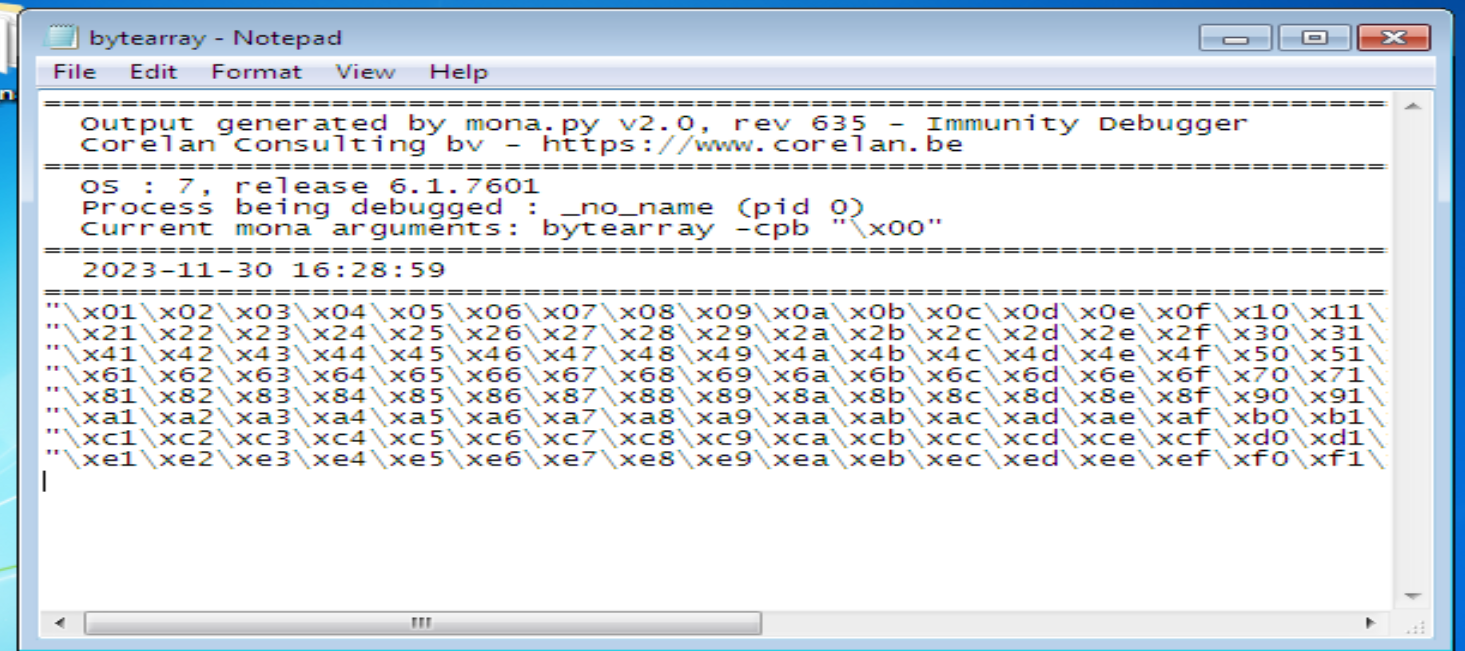 bytearray - Notepad
File Edit Format View Help
======================================================================
Output generated by mona.py v2.0, rev 635 - Immunity Debugger
Corelan Consulting bv - https://www.corelan.be
======================================================================
OS : 7, release 6.1.7601
Process being debugged : _no_name (pid 0)
Current mona arguments: bytearray -cpb "\x00"
======================================================================
2023-11-30 16:28:59
======================================================================
"\x01\x02\x03\x04\x05\x06\x07\x08\x09\x0a\x0b\x0c\x0d\x0e\x0f\x10\x11\
"\x21\x22\x23\x24\x25\x26\x27\x28\x29\x2a\x2b\x2c\x2d\x2e\x2f\x30\x31\
"\x41\x42\x43\x44\x45\x46\x47\x48\x49\x4a\x4b\x4c\x4d\x4e\x4f\x50\x51\
"\x61\x62\x63\x64\x65\x66\x67\x68\x69\x6a\x6b\x6c\x6d\x6e\x6f\x70\x71\
"\x81\x82\x83\x84\x85\x86\x87\x88\x89\x8a\x8b\x8c\x8d\x8e\x8f\x90\x91\
"\xa1\xa2\xa3\xa4\xa5\xa6\xa7\xa8\xa9\xaa\xab\xac\xad\xae\xaf\xb0\xb1\
"\xc1\xc2\xc3\xc4\xc5\xc6\xc7\xc8\xc9\xca\xcb\xcc\xcd\xce\xcf\xd0\xd1\
"\xe1\xe2\xe3\xe4\xe5\xe6\xe7\xe8\xe9\xea\xeb\xec\xed\xee\xef\xf0\xf1\